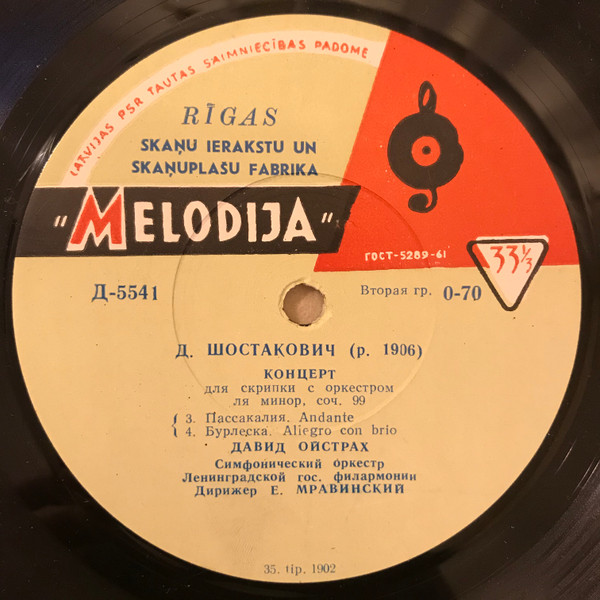 LATVIJAS PSR TAUTAS SAIMNIECĪBAS PADOME
RĪGAS
SKAŅU IERAKSTU UN
SKAŅUPLAŠU FABRIKA
"MELODIJA"
ГОСТ-5289-61
33⅓
Д-5541
Вторая гр. 0-70
Д. ШОСТАКОВИЧ (р. 1906)
КОНЦЕРТ
для скрипки с оркестром
ля минор, соч. 99
3. Пассакалия. Andante
4. Бурлеска. Allegro con brio
ДАВИД ОЙСТРАХ
Симфонический оркестр
Ленинградской гос. филармонии
Дирижер Е. МРАВИНСКИЙ
35. tip. 1902